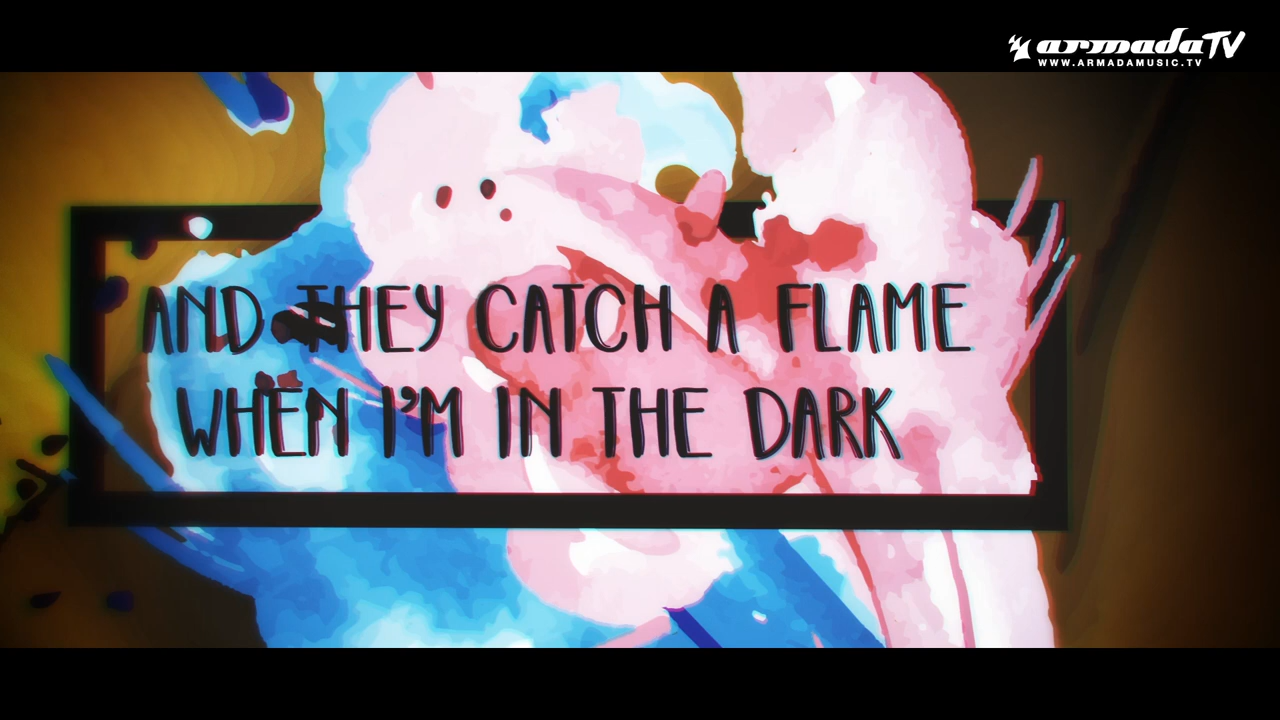 armadaTV
WWW.ARMADAMUSIC.TV
AND THEY CATCH A FLAME
WHEN I'M IN THE DARK